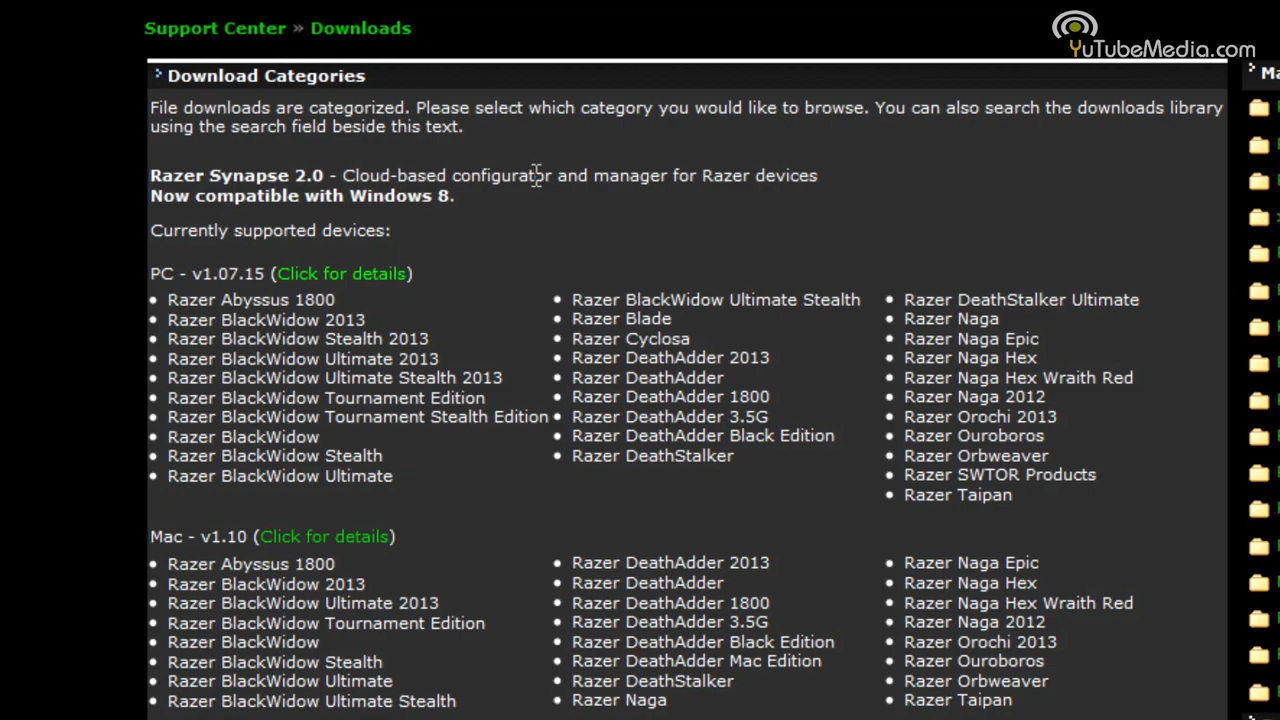 Support Center » Downloads
YuTubeMedia.com
Download Categories
Ma
File downloads are categorized. Please select which category you would like to browse. You can also search the downloads library
using the search field beside this text.
Razer Synapse 2.0 - Cloud-based configurator and manager for Razer devices
Now compatible with Windows 8.
Currently supported devices:
PC - v1.07.15 (Click for details)
Razer Abyssus 1800
Razer BlackWidow 2013
Razer BlackWidow Stealth 2013
Razer BlackWidow Ultimate 2013
Razer BlackWidow Ultimate Stealth 2013
Razer BlackWidow Tournament Edition
Razer BlackWidow Tournament Stealth Edition
Razer BlackWidow
Razer BlackWidow Stealth
Razer BlackWidow Ultimate
Razer BlackWidow Ultimate Stealth
Razer Blade
Razer Cyclosa
Razer DeathAdder 2013
Razer DeathAdder
Razer DeathAdder 1800
Razer DeathAdder 3.5G
Razer DeathAdder Black Edition
Razer DeathStalker
Razer DeathStalker Ultimate
Razer Naga
Razer Naga Epic
Razer Naga Hex
Razer Naga Hex Wraith Red
Razer Naga 2012
Razer Orochi 2013
Razer Ouroboros
Razer Orbweaver
Razer SWTOR Products
Razer Taipan
Mac - v1.10 (Click for details)
Razer Abyssus 1800
Razer BlackWidow 2013
Razer BlackWidow Ultimate 2013
Razer BlackWidow Tournament Edition
Razer BlackWidow
Razer BlackWidow Stealth
Razer BlackWidow Ultimate
Razer BlackWidow Ultimate Stealth
Razer DeathAdder 2013
Razer DeathAdder
Razer DeathAdder 1800
Razer DeathAdder 3.5G
Razer DeathAdder Black Edition
Razer DeathAdder Mac Edition
Razer DeathStalker
Razer Naga
Razer Naga Epic
Razer Naga Hex
Razer Naga Hex Wraith Red
Razer Naga 2012
Razer Orochi 2013
Razer Ouroboros
Razer Orbweaver
Razer Taipan